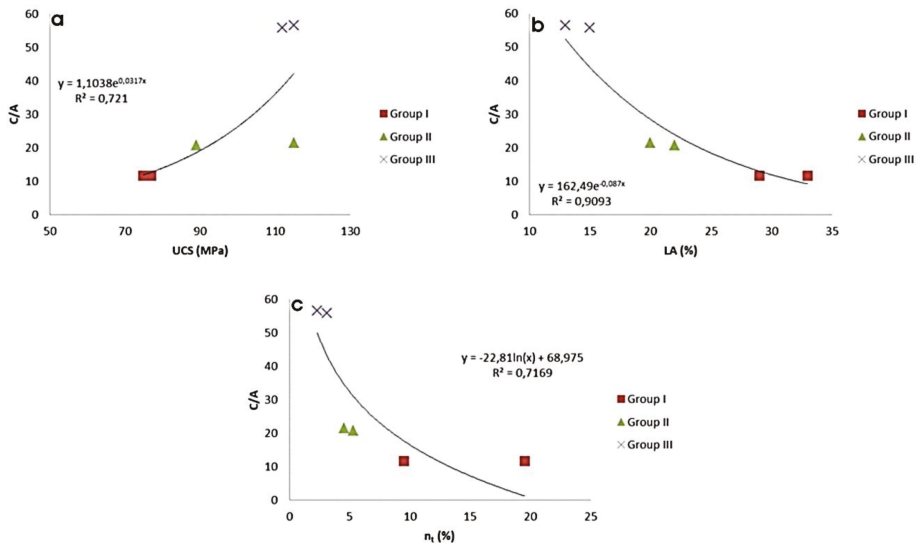 a
60
50
40
30
20
10
0
C/A
y = 1,1038e^0,0317x
R² = 0,721
50 70 90 110 130
UCS (MPa)
Group I
Group II
Group III
b
60
50
40
30
20
10
0
C/A
y = 162,49e^-0,087x
R² = 0,9093
10 15 20 25 30 35
LA (%)
Group I
Group II
Group III
c
60
50
40
30
20
10
0
C/A
y = -22,81ln(x) + 68,975
R² = 0,7169
0 5 10 15 20 25
nₜ (%)
Group I
Group II
Group III